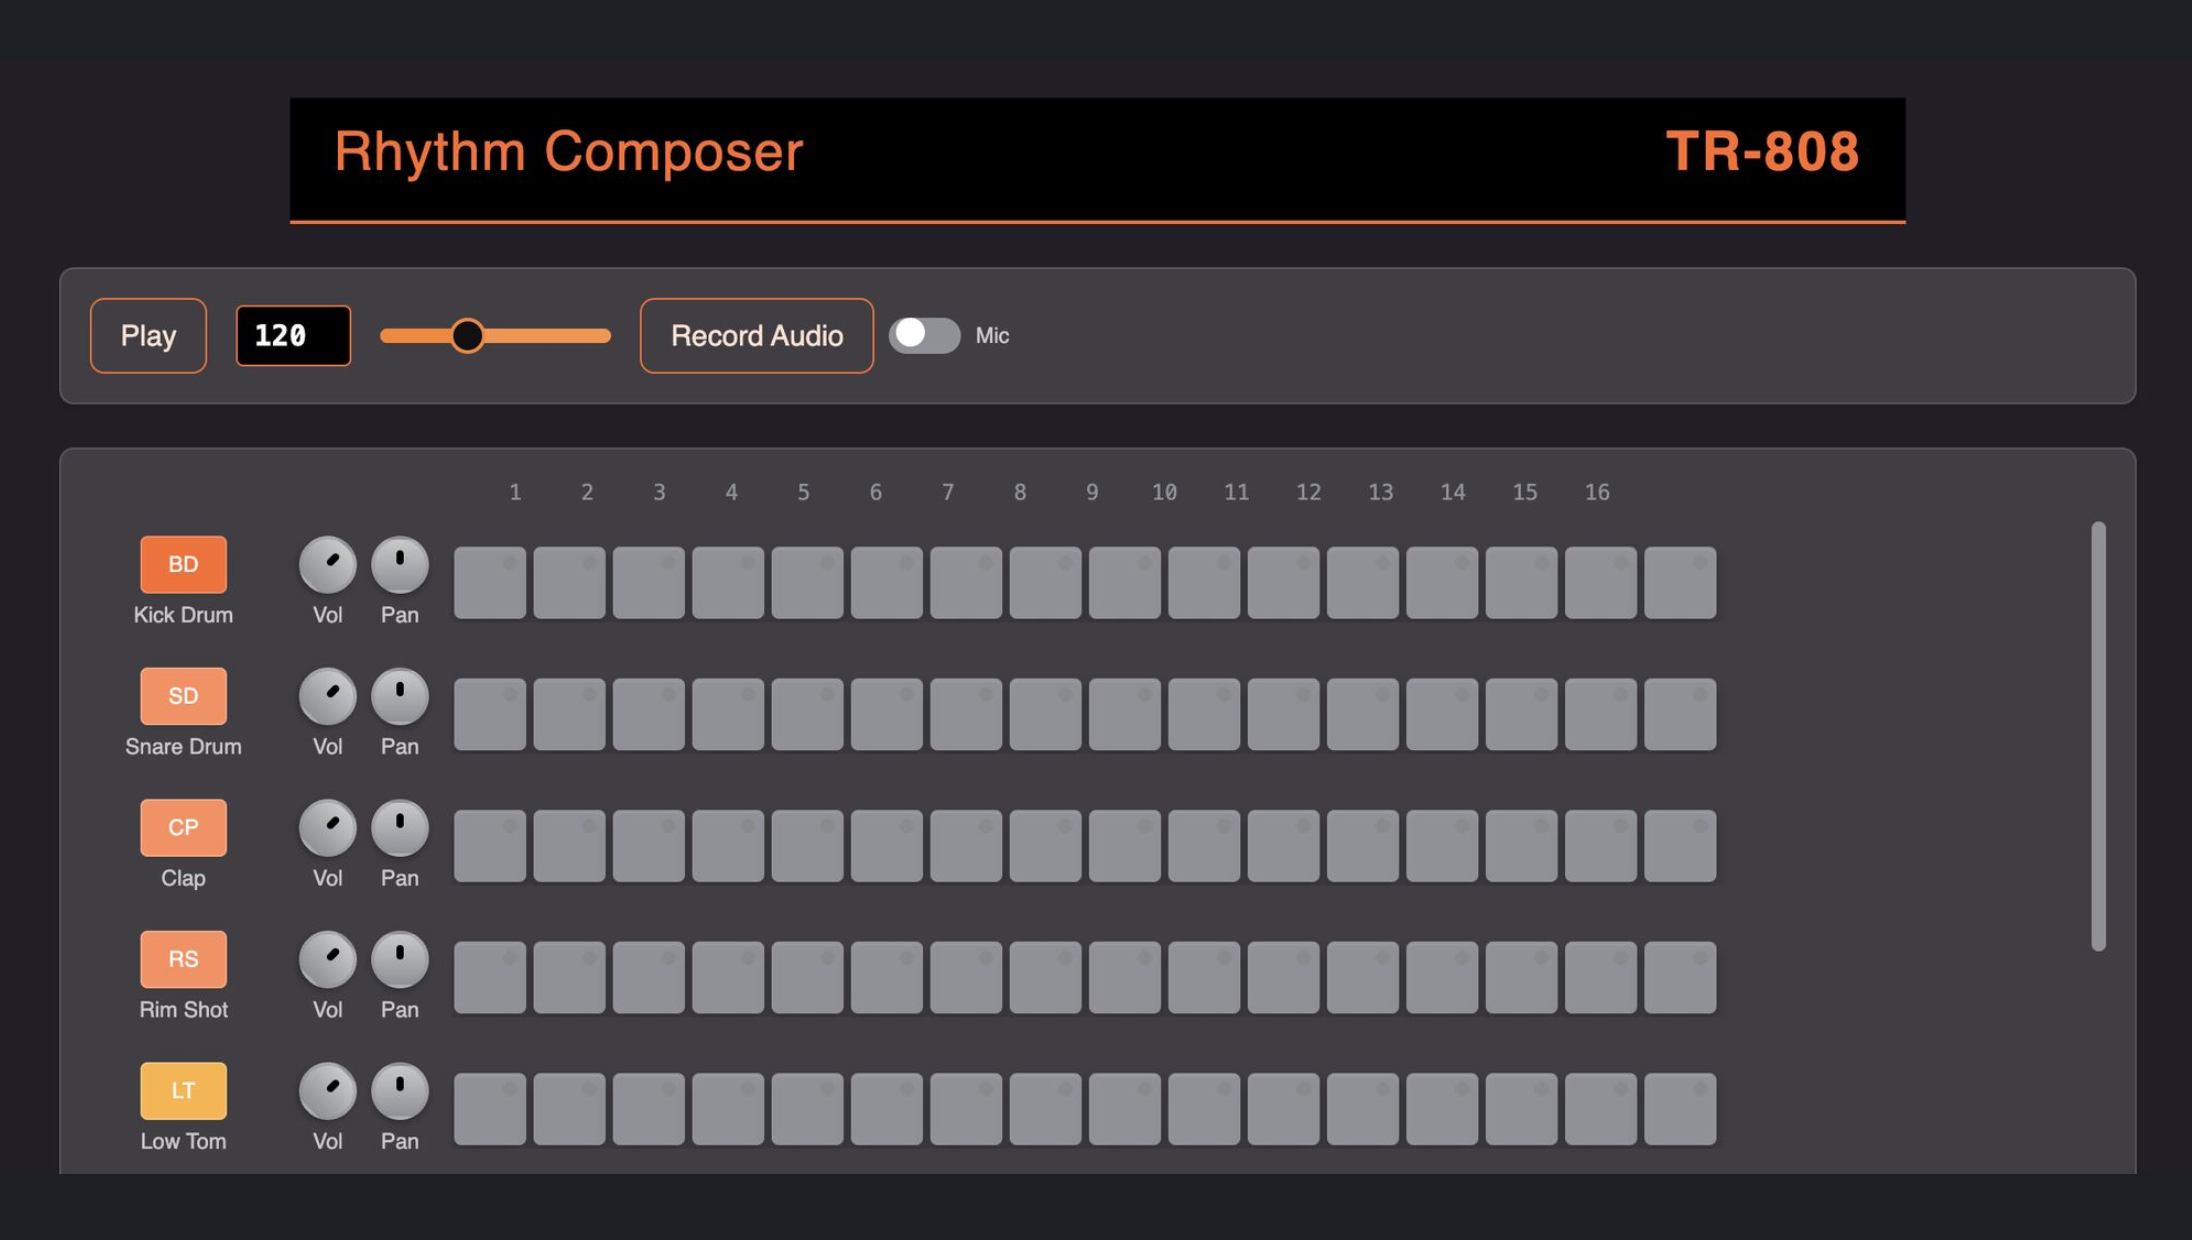 Rhythm Composer TR-808
Play 120 Record Audio Mic
1 2 3 4 5 6 7 8 9 10 11 12 13 14 15 16
BD
Kick Drum Vol Pan
SD
Snare Drum Vol Pan
CP
Clap Vol Pan
RS
Rim Shot Vol Pan
LT
Low Tom Vol Pan